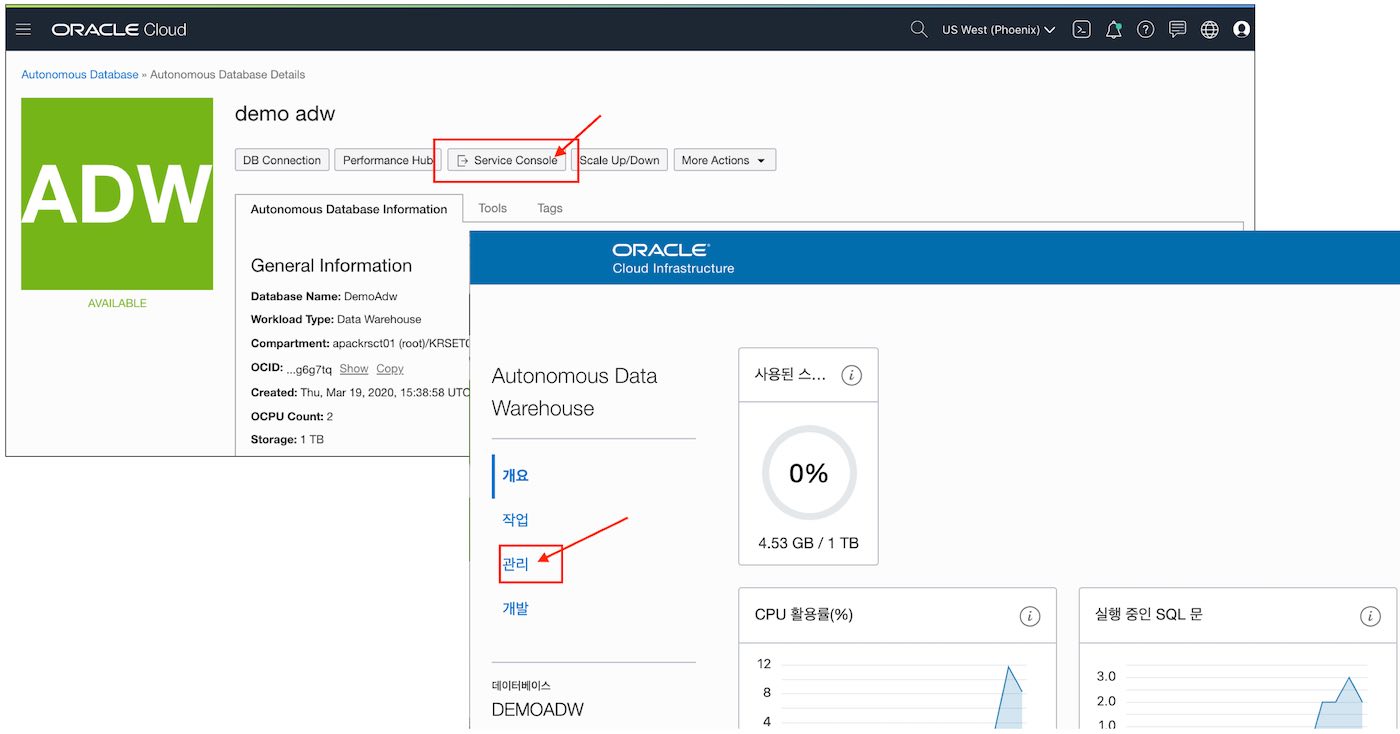 ORACLE Cloud
US West (Phoenix)
Autonomous Database » Autonomous Database Details
ADW
AVAILABLE
demo adw
DB Connection
Performance Hub
Service Console
Scale Up/Down
More Actions
Autonomous Database Information
Tools
Tags
General Information
Database Name: DemoAdw
Workload Type: Data Warehouse
Compartment: apackrsct01 (root)/KRSET
OCID: ...g6g7tq Show Copy
Created: Thu, Mar 19, 2020, 15:38:58 UTC
OCPU Count: 2
Storage: 1 TB
ORACLE
Cloud Infrastructure
Autonomous Data
Warehouse
개요
작업
관리
개발
데이터베이스
DEMOADW
사용된 스...
0%
4.53 GB / 1 TB
CPU 활용률(%)
12
8
4
실행 중인 SQL 문
3.0
2.0
1.0